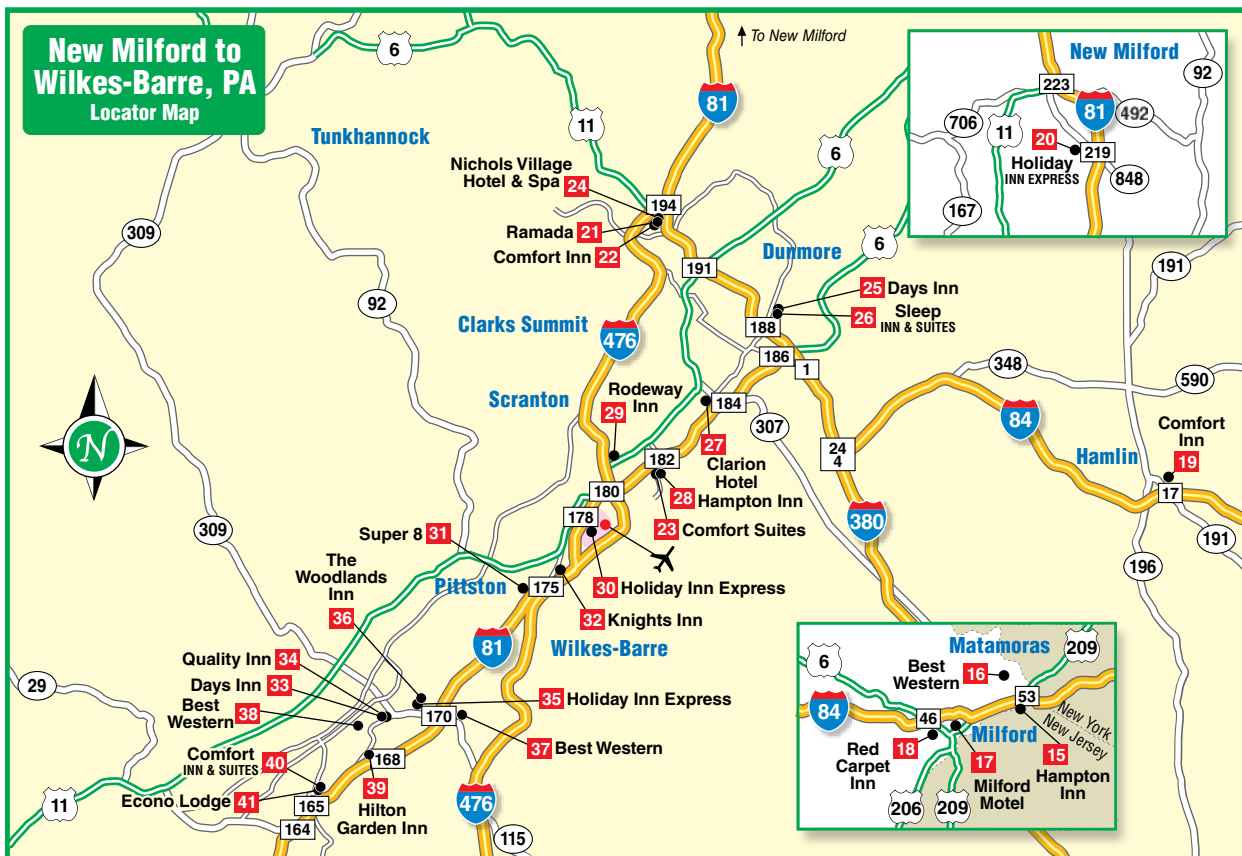 New Milford to
Wilkes-Barre, PA
Locator Map
6
To New Milford
81
11
Tunkhannock
6
Nichols Village
Hotel & Spa
24
194
Ramada 21
Comfort Inn 22
309
191
Dunmore
6
92
25 Days Inn
26 Sleep
INN & SUITES
Clarks Summit
476
188
186
1
348
590
191
Scranton
Rodeway
Inn
29
184
307
84
27
Clarion
Hotel
24
4
Hamlin
Comfort
Inn
19
17
182
28 Hampton Inn
23 Comfort Suites
180
178
380
191
196
N
309
Super 8 31
The
Woodlands
Inn
36
Pittston
175
30 Holiday Inn Express
32 Knights Inn
Wilkes-Barre
81
29
Quality Inn 34
Days Inn 33
Best
Western 38
35 Holiday Inn Express
170
37 Best Western
Comfort
INN & SUITES
40
168
Econo Lodge 41
39
Hilton
Garden Inn
165
164
11
476
115
New Milford
92
223
81
492
706
11
20
Holiday
INN EXPRESS
219
848
167
Matamoras
209
6
Best
Western
16
53
84
46
New York
New Jersey
Milford
18
Red
Carpet
Inn
17
Milford
Motel
15
Hampton
Inn
206
209